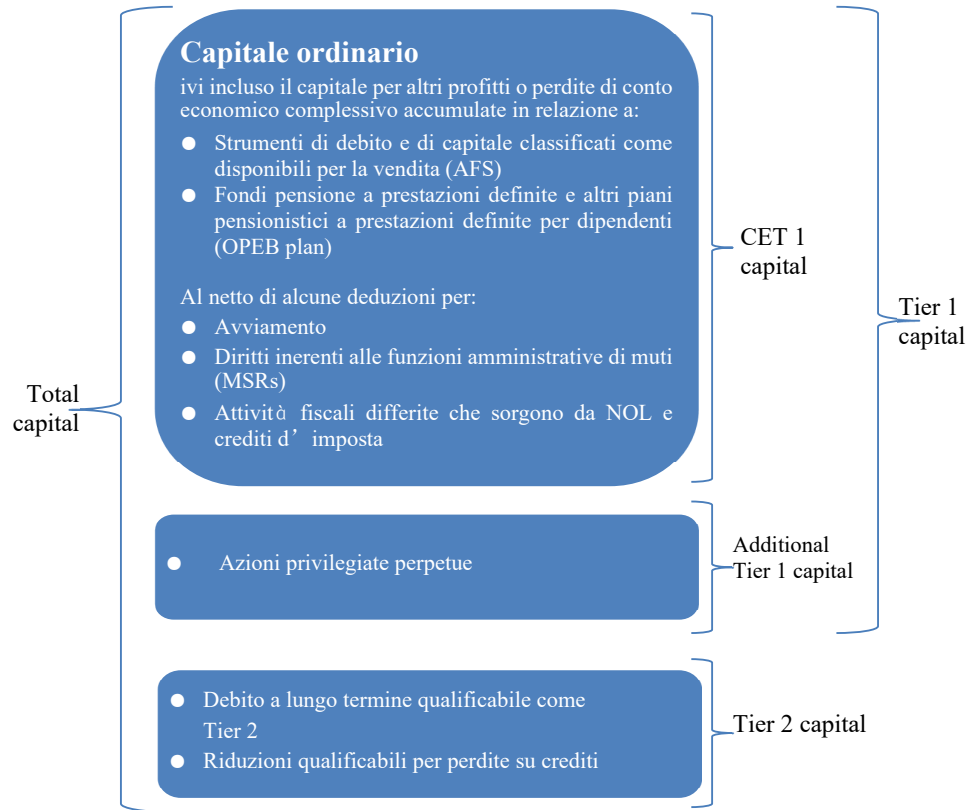 Capitale ordinario
ivi incluso il capitale per altri profitti o perdite di conto
economico complessivo accumulate in relazione a:
● Strumenti di debito e di capitale classificati come
disponibili per la vendita (AFS)
● Fondi pensione a prestazioni definite e altri piani
pensionistici a prestazioni definite per dipendenti
(OPEB plan)
Al netto di alcune deduzioni per:
● Avviamento
● Diritti inerenti alle funzioni amministrative di muti
(MSRs)
● Attività fiscali differite che sorgono da NOL e
crediti d’ imposta
CET 1
capital
Tier 1
capital
Total
capital
● Azioni privilegiate perpetue
Additional
Tier 1 capital
● Debito a lungo termine qualificabile come
Tier 2
● Riduzioni qualificabili per perdite su crediti
Tier 2 capital